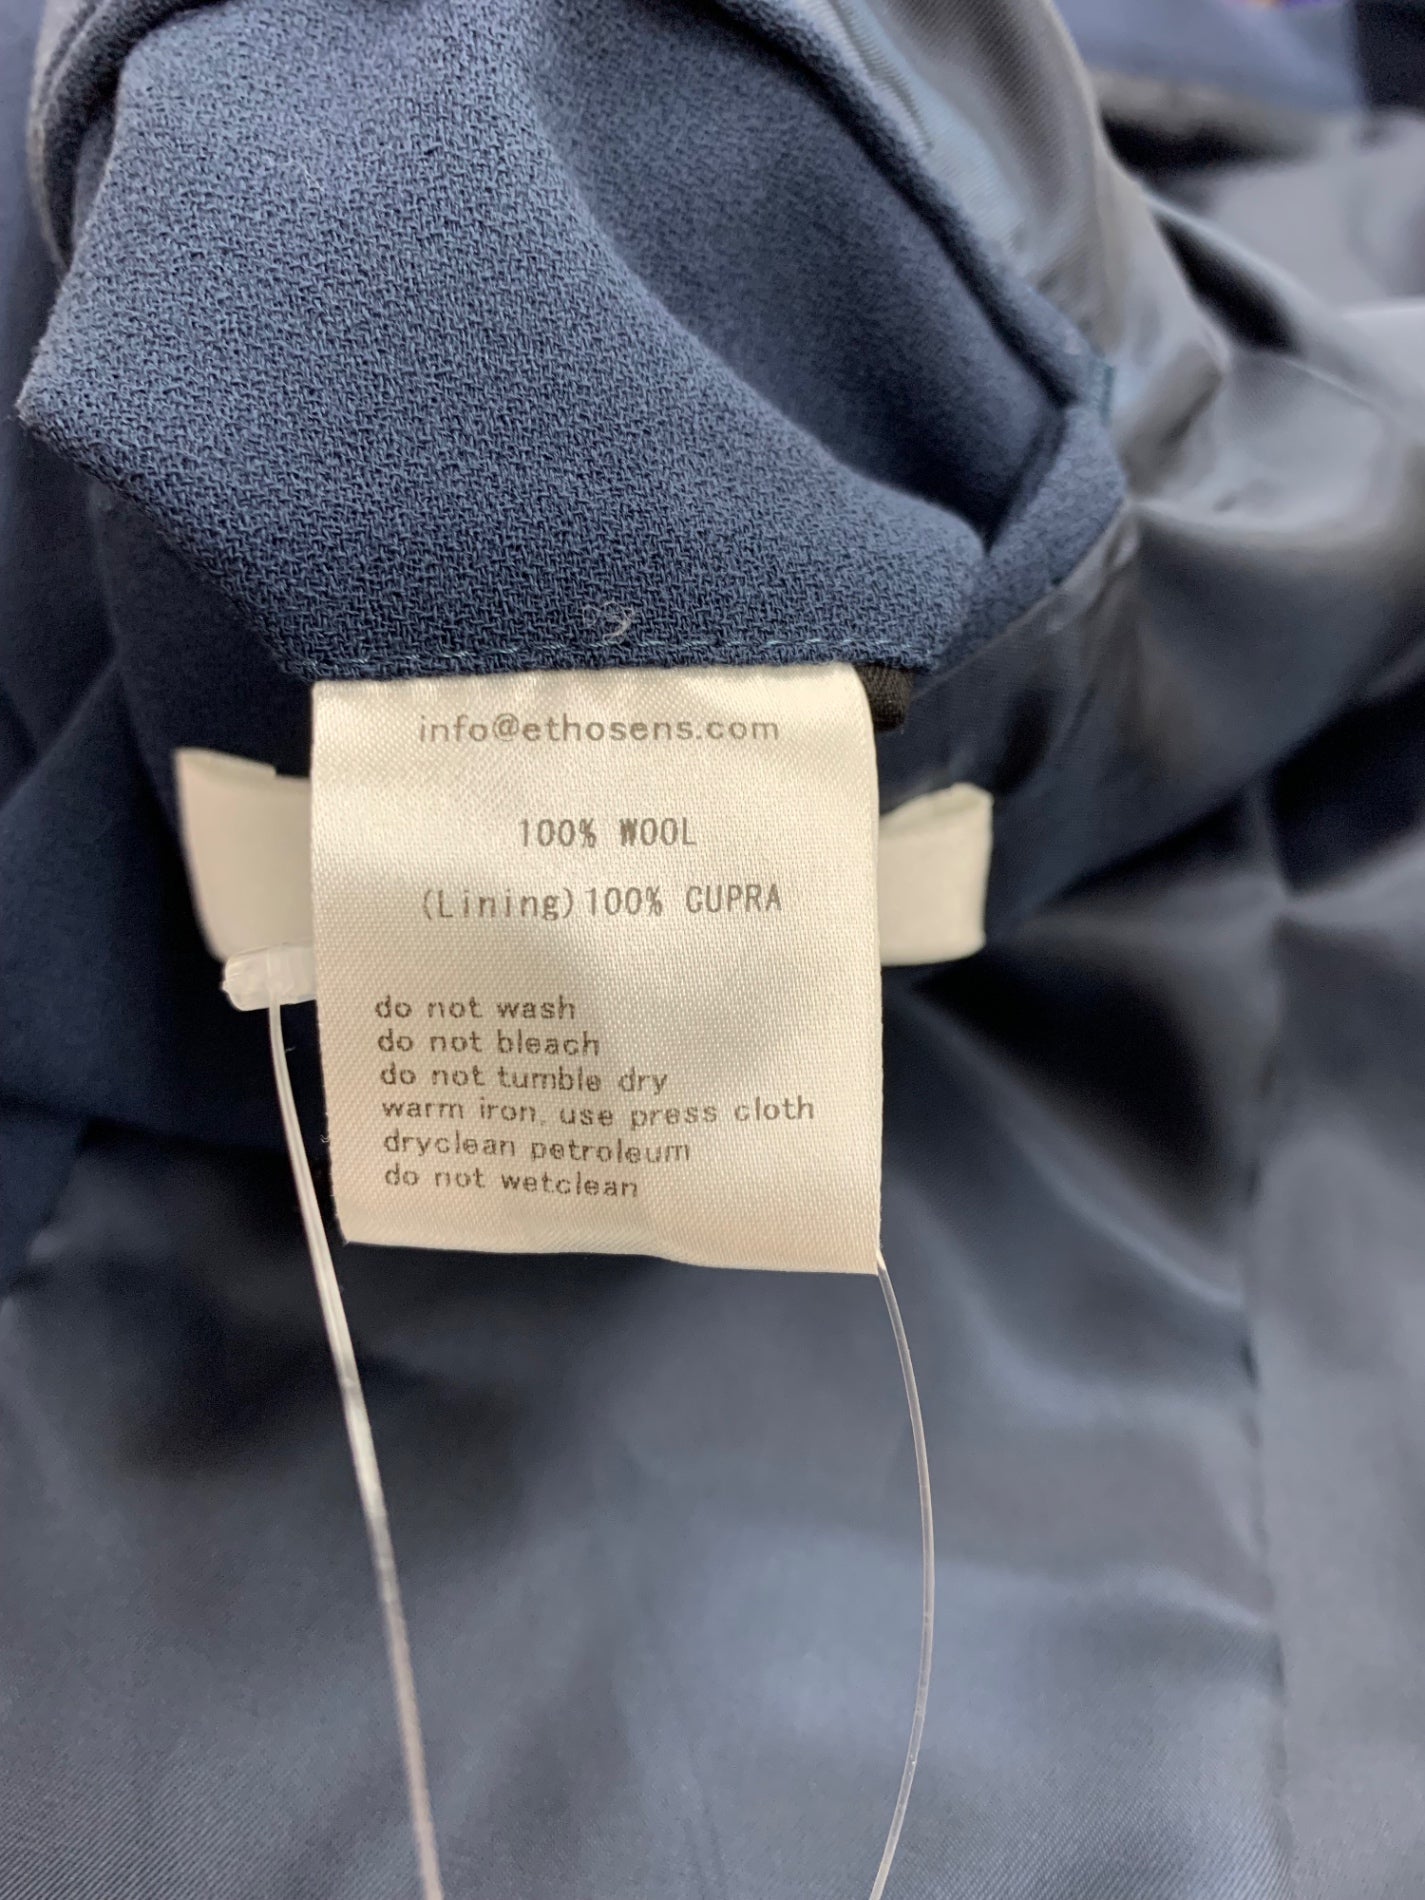 info@ethosens.com
100% WOOL
(Lining)100% CUPRA
do not wash
do not bleach
do not tumble dry
warm iron, use press cloth
dryclean petroleum
do not wetclean